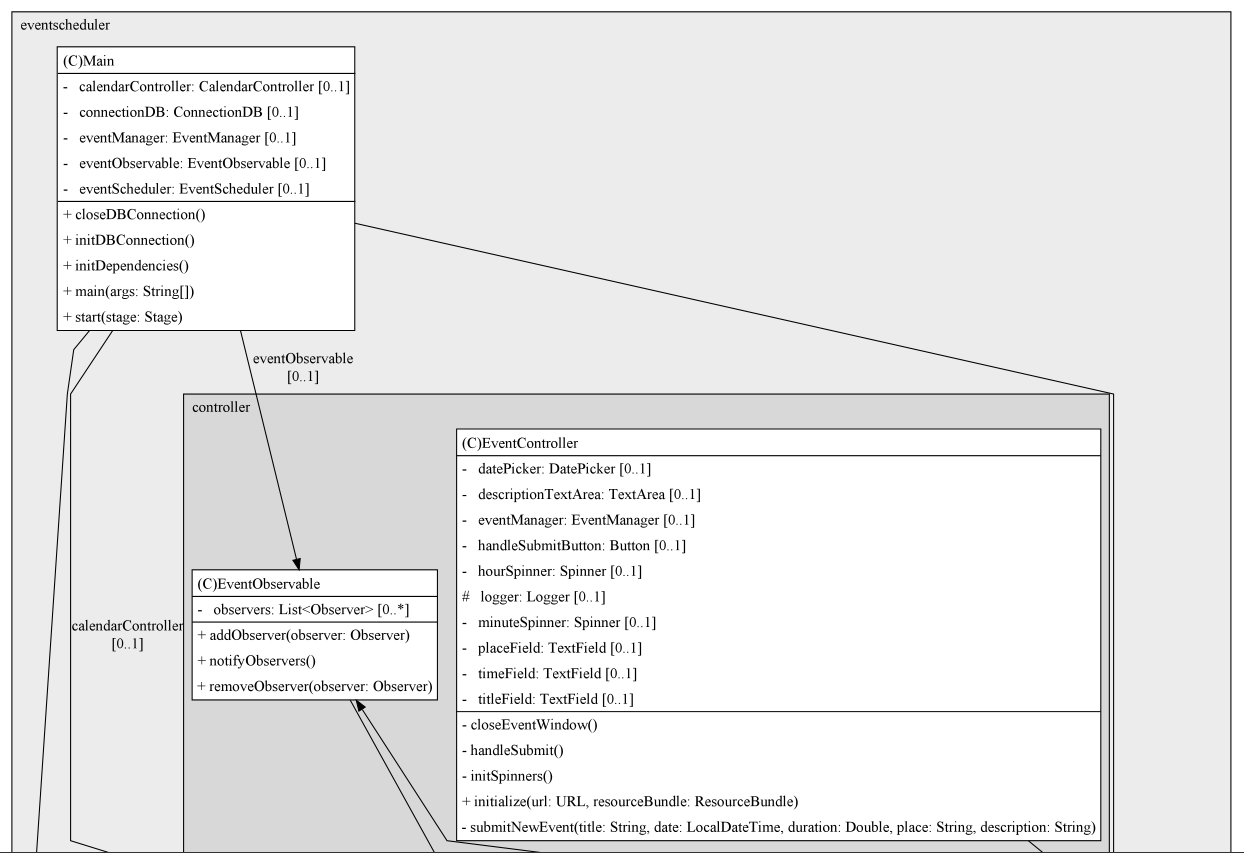 eventscheduler
(C)Main
- calendarController: CalendarController [0..1]
- connectionDB: ConnectionDB [0..1]
- eventManager: EventManager [0..1]
- eventObservable: EventObservable [0..1]
- eventScheduler: EventScheduler [0..1]
+ closeDBConnection()
+ initDBConnection()
+ initDependencies()
+ main(args: String[])
+ start(stage: Stage)
eventObservable
[0..1]
controller
(C)EventController
- datePicker: DatePicker [0..1]
- descriptionTextArea: TextArea [0..1]
- eventManager: EventManager [0..1]
- handleSubmitButton: Button [0..1]
- hourSpinner: Spinner [0..1]
# logger: Logger [0..1]
- minuteSpinner: Spinner [0..1]
- placeField: TextField [0..1]
- timeField: TextField [0..1]
- titleField: TextField [0..1]
- closeEventWindow()
- handleSubmit()
- initSpinners()
+ initialize(url: URL, resourceBundle: ResourceBundle)
- submitNewEvent(title: String, date: LocalDateTime, duration: Double, place: String, description: String)
(C)EventObservable
- observers: List<Observer> [0..*]
+ addObserver(observer: Observer)
+ notifyObservers()
+ removeObserver(observer: Observer)
calendarController
[0..1]